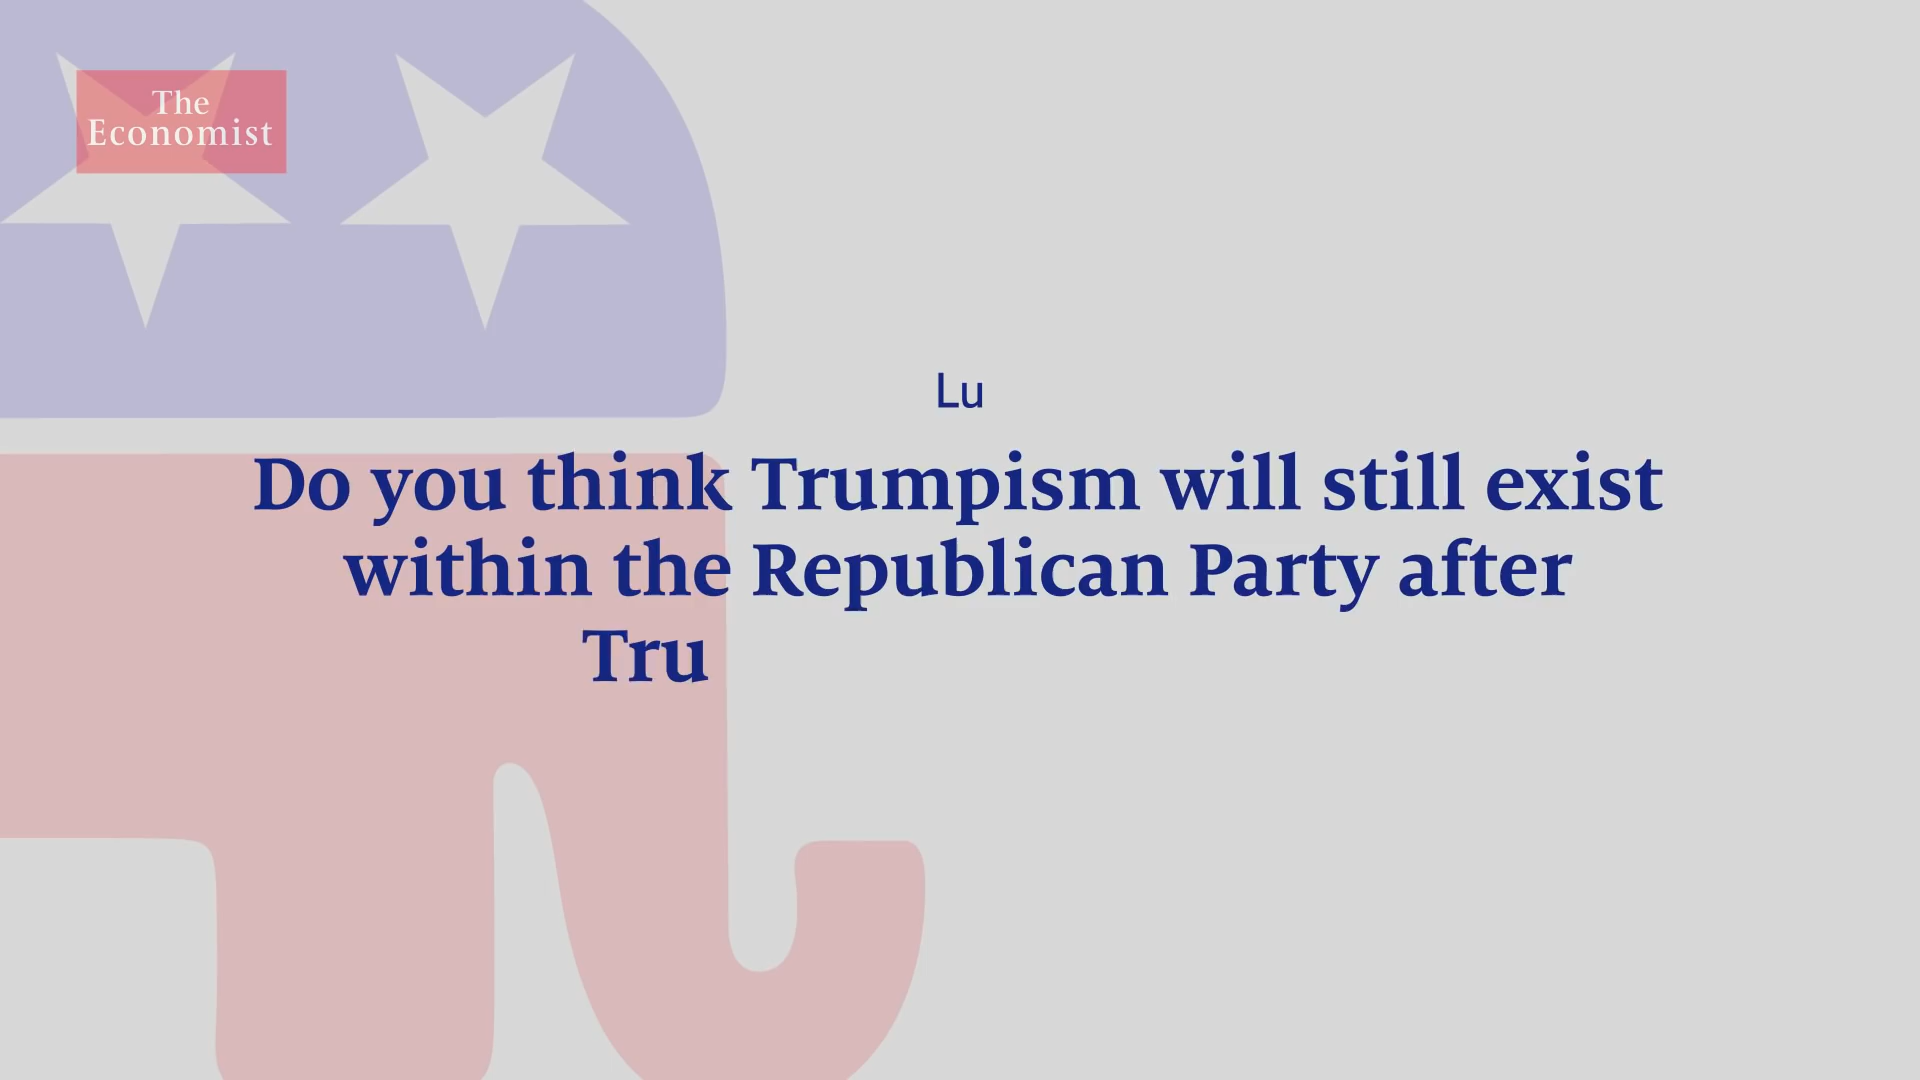 The
Economist
Lu
Do you think Trumpism will still exist
within the Republican Party after
Tru